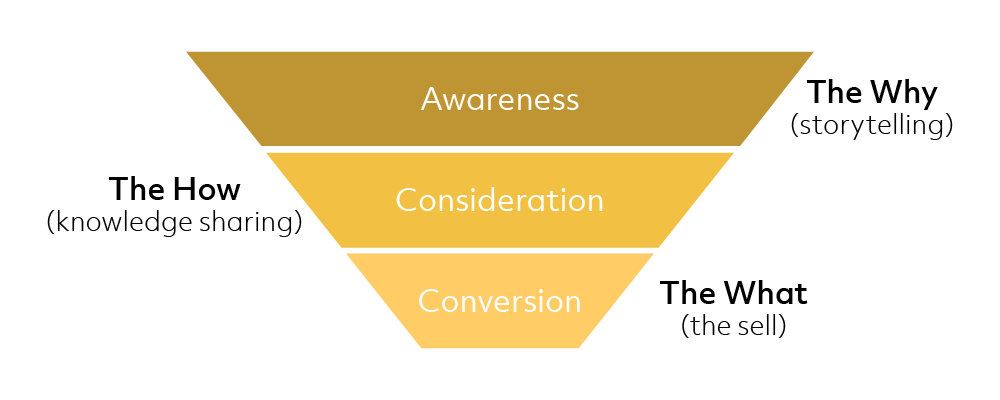 Awareness
The Why
(storytelling)
The How
(knowledge sharing)
Consideration
Conversion
The What
(the sell)